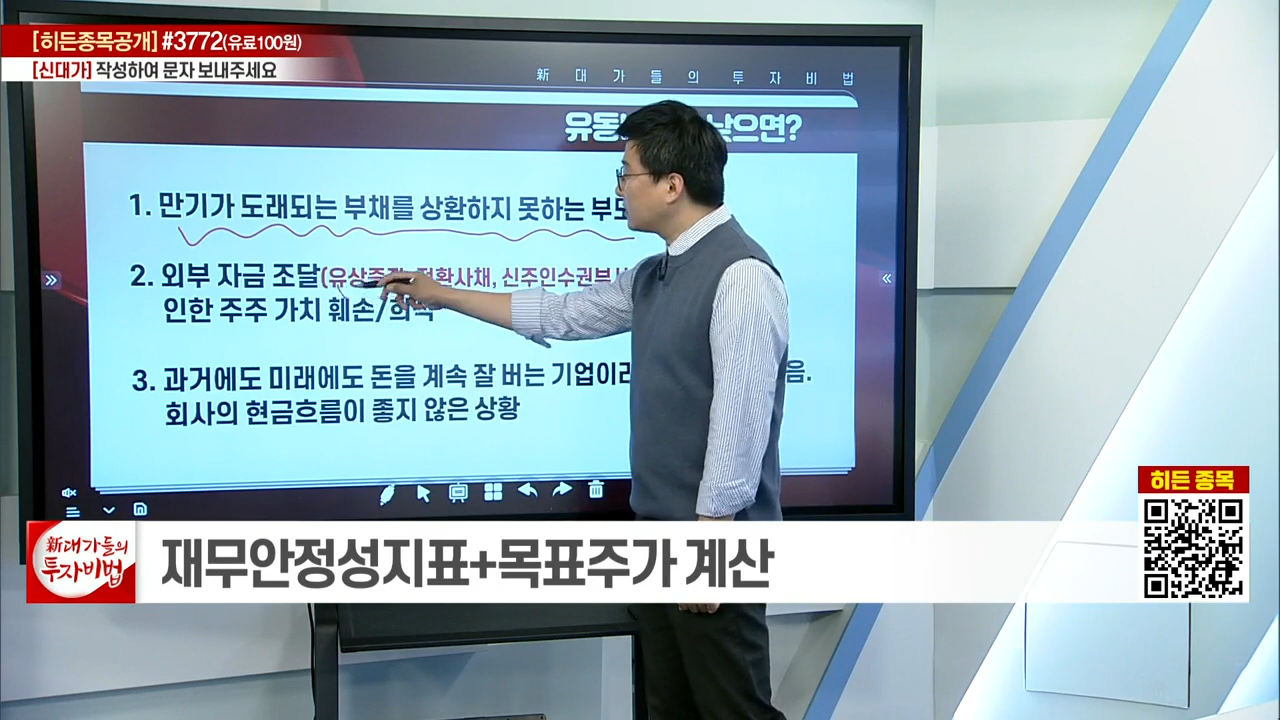 [히든종목공개] #3772(유료100원)
[신대가] 작성하여 문자 보내주세요
新대가들의 투자비법
낮으면?
1. 만기가 도래되는 부채를 상환하지 못하는
2. 외부 자금 조달(유상증자, 전환사채, 신주인수권부
인한 주주 가치 훼손/희석
3. 과거에도 미래에도 돈을 계속 잘 버는
회사의 현금흐름이 좋지 않은 상황
히든 종목
新대가들의
투자비법
재무안정성지표+목표주가 계산